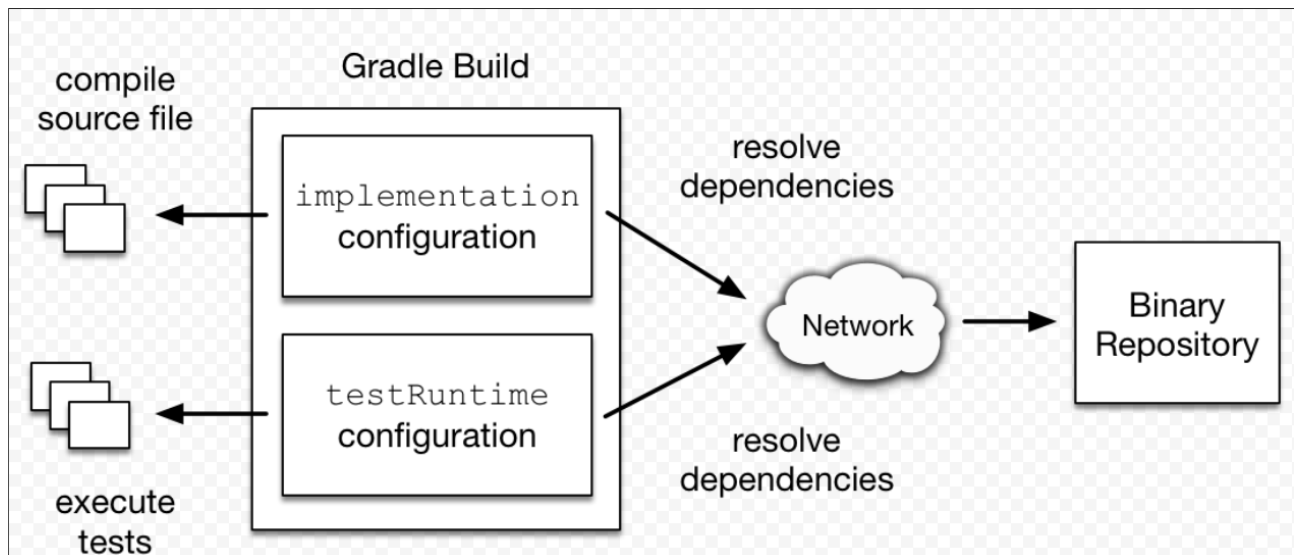 Gradle Build
compile
source file
implementation
configuration
resolve
dependencies
Network
Binary
Repository
testRuntime
configuration
resolve
dependencies
execute
tests